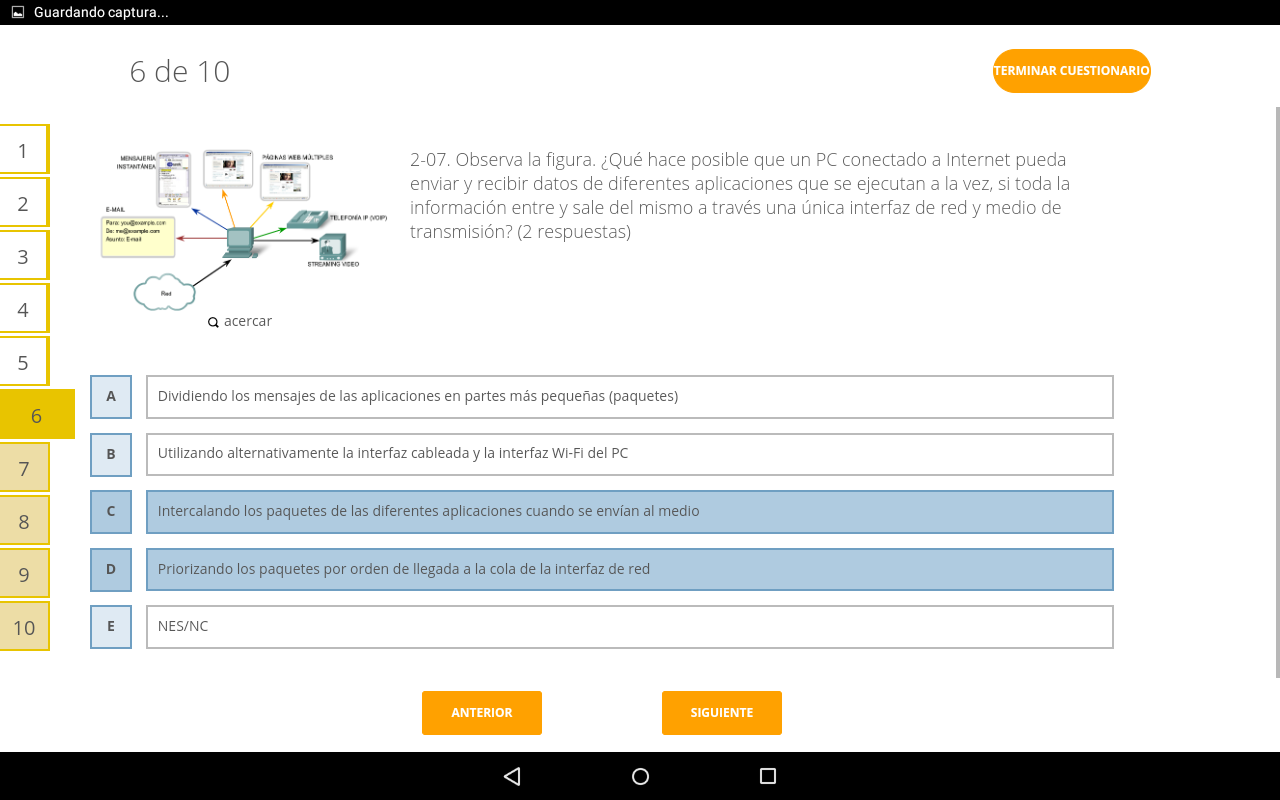 Guardando captura...
6 de 10
TERMINAR CUESTIONARIO
1
2
3
4
5
6
7
8
9
10
MENSAJERÍA
INSTANTÁNEA
PÁGINAS WEB MÚLTIPLES
E-MAIL
Para: you@example.com
De: me@example.com
Asunto: E-mail
TELEFONÍA IP (VOIP)
STREAMING VIDEO
Red
acercar
2-07. Observa la figura. ¿Qué hace posible que un PC conectado a Internet pueda
enviar y recibir datos de diferentes aplicaciones que se ejecutan a la vez, si toda la
información entre y sale del mismo a través una única interfaz de red y medio de
transmisión? (2 respuestas)
A Dividiendo los mensajes de las aplicaciones en partes más pequeñas (paquetes)
B Utilizando alternativamente la interfaz cableada y la interfaz Wi-Fi del PC
C Intercalando los paquetes de las diferentes aplicaciones cuando se envían al medio
D Priorizando los paquetes por orden de llegada a la cola de la interfaz de red
E NES/NC
ANTERIOR
SIGUIENTE